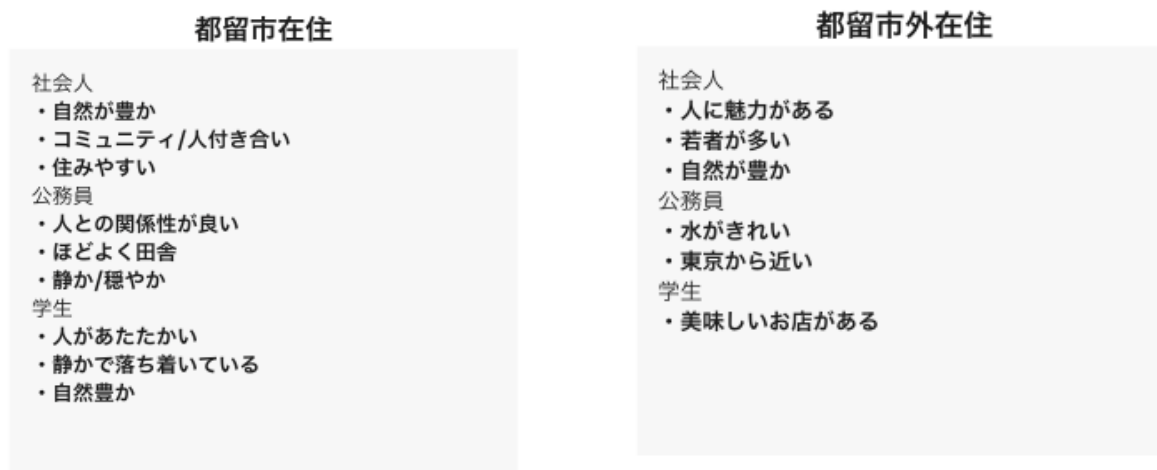 都留市在住
社会人
・自然が豊か
・コミュニティ/人付き合い
・住みやすい
公務員
・人との関係性が良い
・ほどよく田舎
・静か/穏やか
学生
・人があたたかい
・静かで落ち着いている
・自然豊か
都留市外在住
社会人
・人に魅力がある
・若者が多い
・自然が豊か
公務員
・水がきれい
・東京から近い
学生
・美味しいお店がある